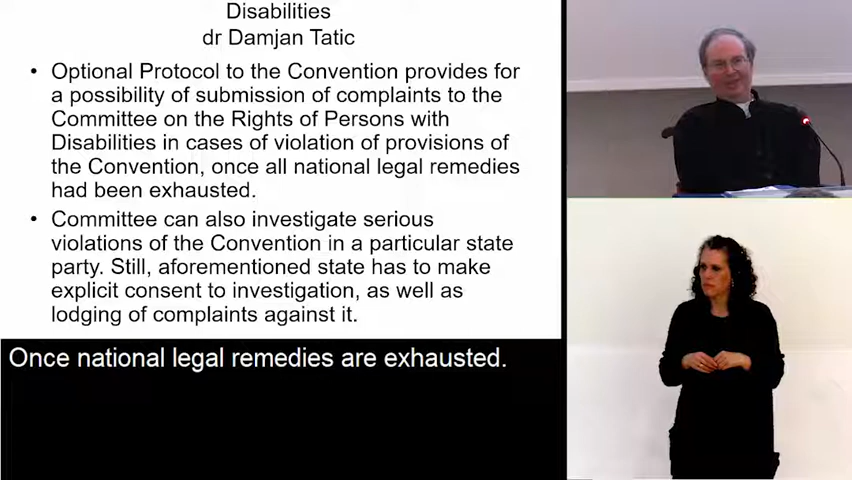 Disabilities
dr Damjan Tatic
• Optional Protocol to the Convention provides for
a possibility of submission of complaints to the
Committee on the Rights of Persons with
Disabilities in cases of violation of provisions of
the Convention, once all national legal remedies
had been exhausted.
• Committee can also investigate serious
violations of the Convention in a particular state
party. Still, aforementioned state has to make
explicit consent to investigation, as well as
lodging of complaints against it.
Once national legal remedies are exhausted.